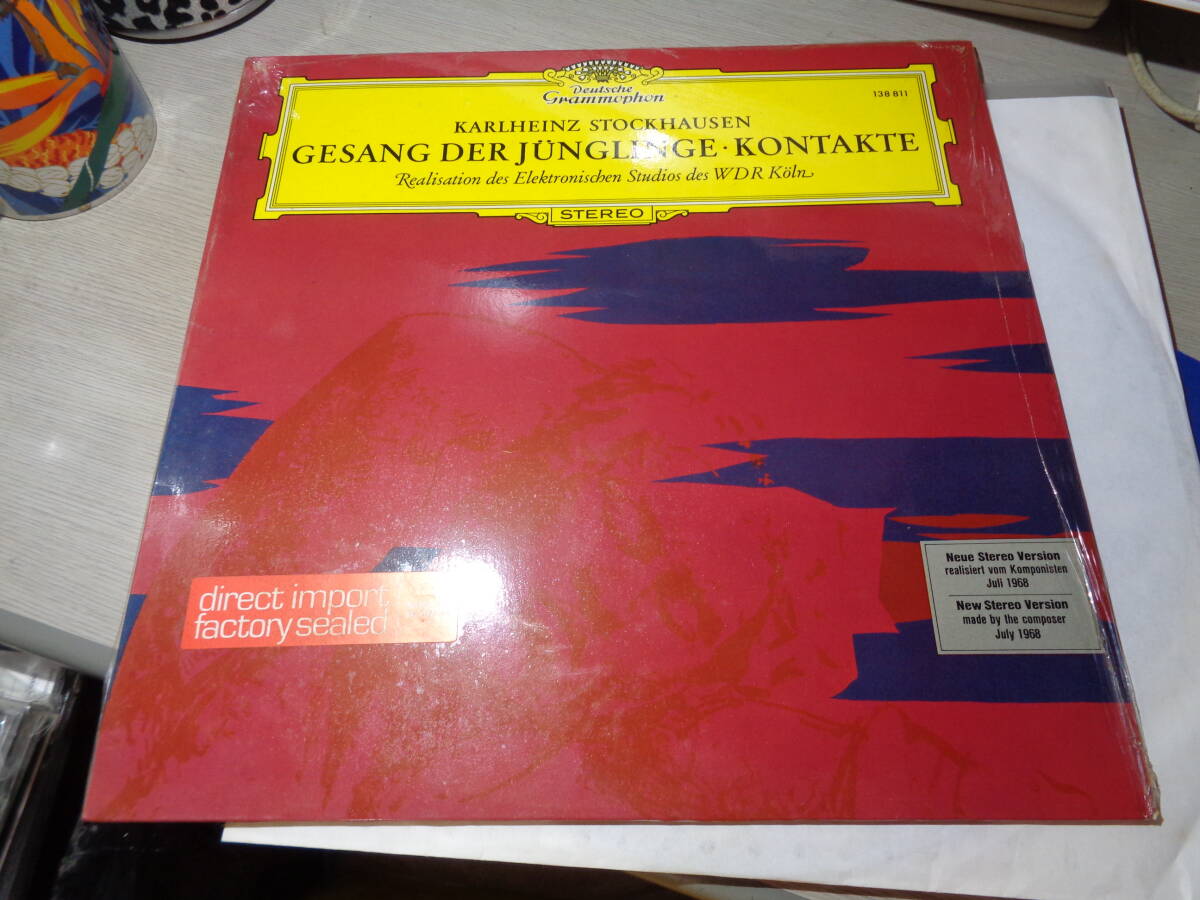 Deutsche
Grammophon
138 811
KARLHEINZ STOCKHAUSEN
GESANG DER JÜNGLINGE · KONTAKTE
Realisation des Elektronischen Studios des WDR Köln
STEREO
direct import
factory sealed
Neue Stereo Version
realisiert vom Komponisten
Juli 1968
New Stereo Version
made by the composer
July 1968